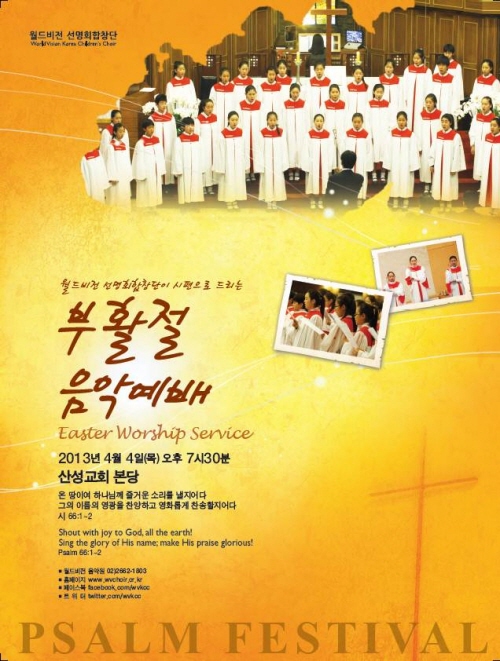 월드비전 선명회합창단
World Vision Korea Children's Choir
월드비전 선명회합창단이 시편으로 드리는
부활절
음악예배
Easter Worship Service
2013년 4월 4일(목) 오후 7시30분
산성교회 본당
온 땅이여 하나님께 즐거운 소리를 낼지어다
그의 이름의 영광을 찬양하고 영화롭게 찬송할지어다
시 66:1~2
Shout with joy to God, all the earth!
Sing the glory of His name; make His praise glorious!
Psalm 66:1~2
■ 월드비전 음악원 02)2662-1803
■ 홈페이지 www.wvchoir.or.kr
■ 페이스북 facebook.com/wvkcc
■ 트 위 터 twitter.com/wvkcc
PSALM FESTIVAL